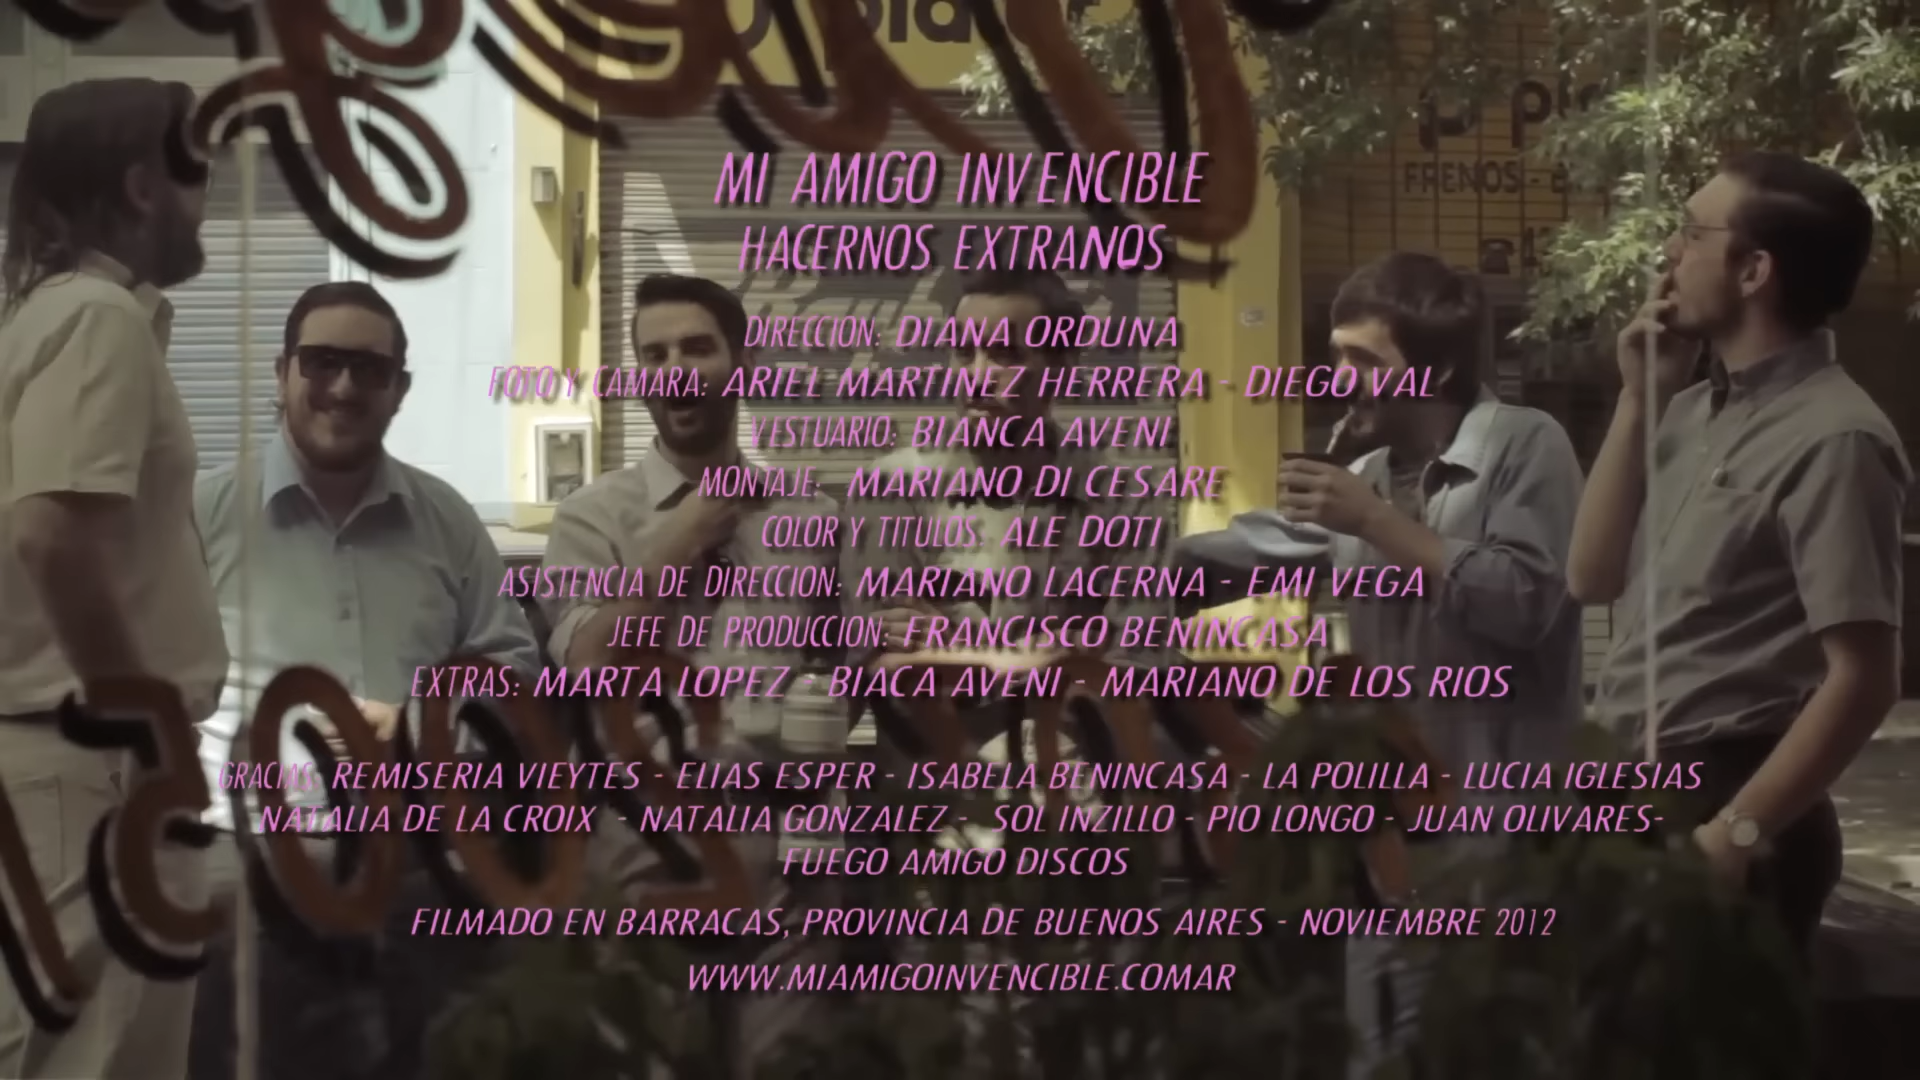 MI AMIGO INVENCIBLE
HACERNOS EXTRANOS
DIRECCION: DIANA ORDUNA
FOTO Y CAMARA: ARIEL MARTINEZ HERRERA - DIEGO VAL
VESTUARIO: BIANCA AVENI
MONTAJE: MARIANO DI CESARE
COLOR Y TITULOS: ALE DOTI
ASISTENCIA DE DIRECCION: MARIANO LACERNA - EMI VEGA
JEFE DE PRODUCCION: FRANCISCO BENINCASA
EXTRAS: MARTA LOPEZ - BIACA AVENI - MARIANO DE LOS RIOS
GRACIAS: REMISERIA VIEYTES - ELIAS ESPER - ISABELA BENINCASA - LA POLILLA - LUCIA IGLESIAS
NATALIA DE LA CROIX - NATALIA GONZALEZ - SOL INZILLO - PIO LONGO - JUAN OLIVARES-
FUEGO AMIGO DISCOS
FILMADO EN BARRACAS, PROVINCIA DE BUENOS AIRES - NOVIEMBRE 2012
WWW.MIAMIGOINVENCIBLE.COMAR
FRENOS -